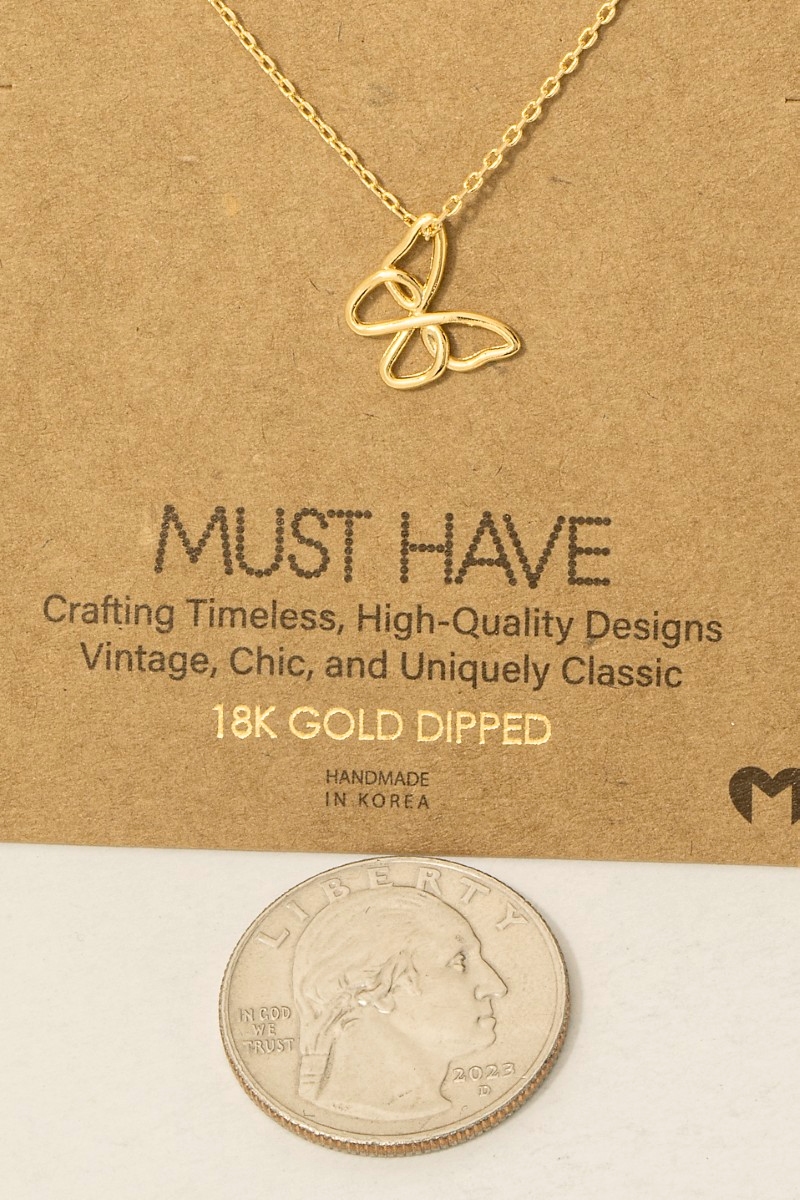 MUST HAVE
Crafting Timeless, High-Quality Designs
Vintage, Chic, and Uniquely Classic
18K GOLD DIPPED
HANDMADE
IN KOREA
M
LIBERTY
IN GOD
WE
TRUST
2023
D